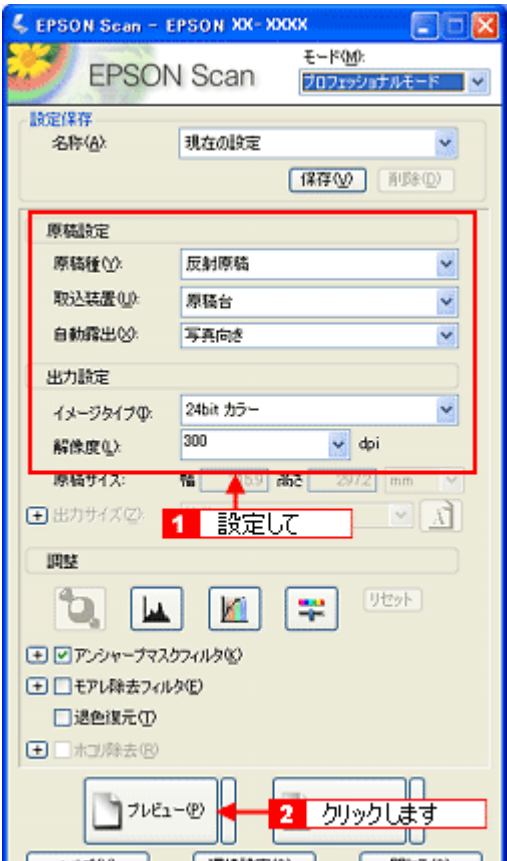 EPSON Scan - EPSON XX-XXXX
EPSON Scan
モード(M):
プロフェッショナルモード
設定保存
名称(A):
現在の設定
保存(V)
削除(D)
原稿設定
原稿種(Y):
反射原稿
取込装置(U):
原稿台
自動露出(X):
写真向き
出力設定
イメージタイプ(I):
24bit カラー
解像度(L):
300
dpi
原稿サイズ:
幅
高さ
297.2
mm
出力サイズ(Z):
1 設定して
調整
リセット
アンシャープマスクフィルタ(K)
モアレ除去フィルタ(E)
退色復元(T)
ホコリ除去(R)
プレビュー(P)
2 クリックします